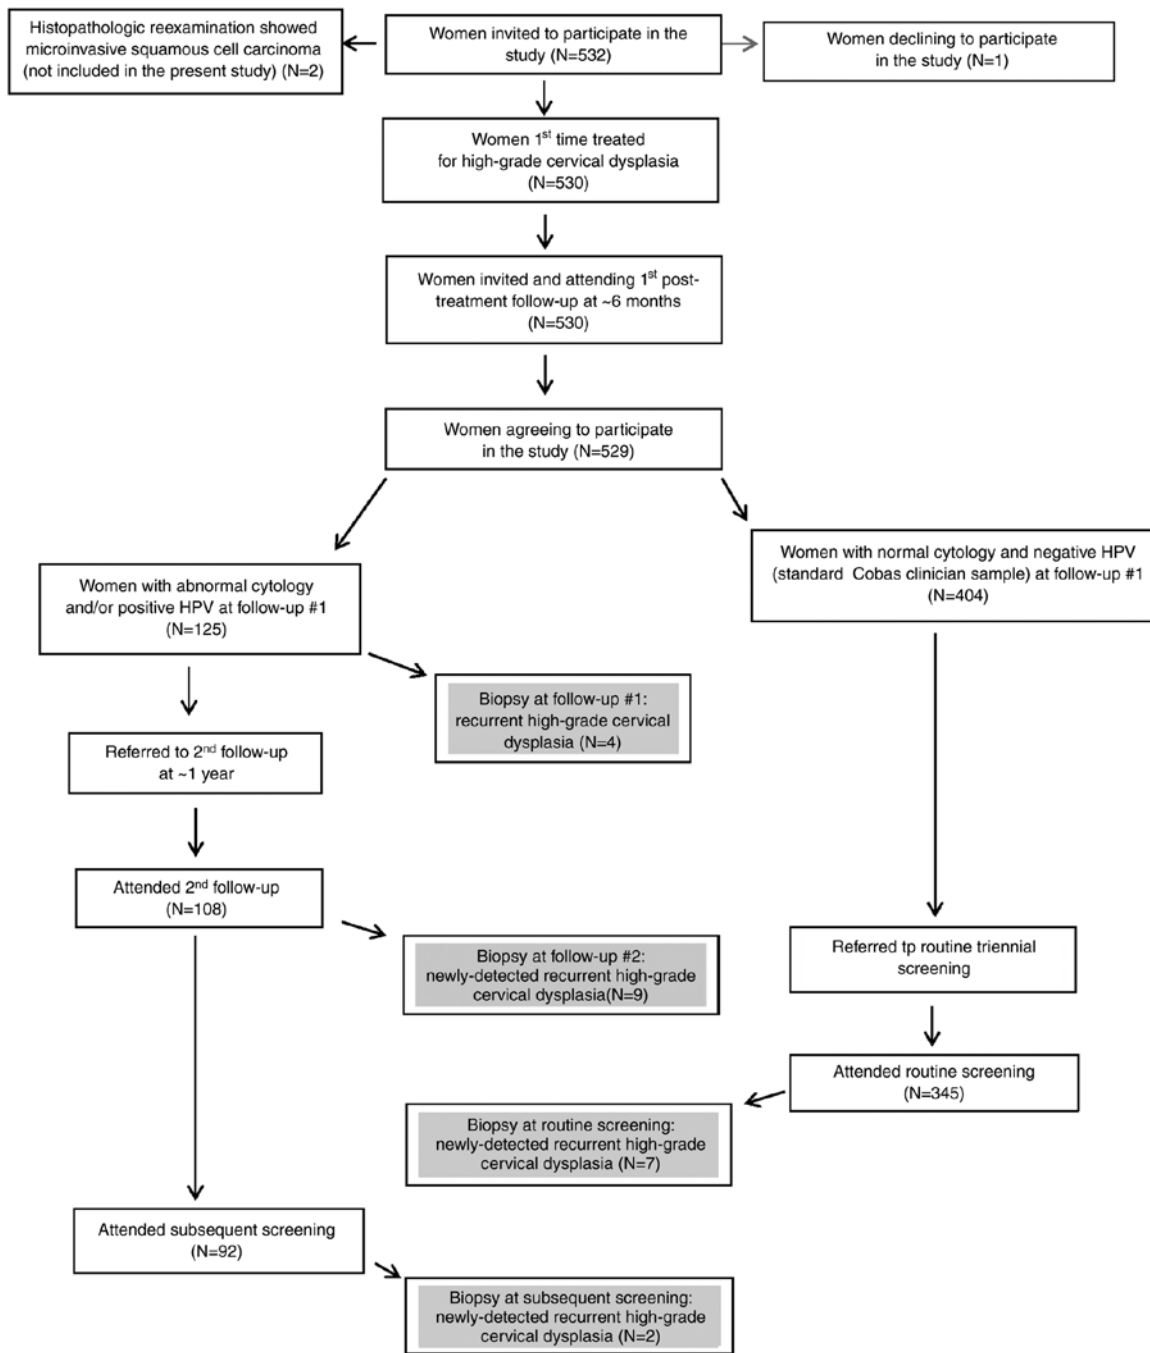 Histopathologic reexamination showed
microinvasive squamous cell carcinoma
(not included in the present study) (N=2)
Women invited to participate in the
study (N=532)
Women declining to participate
in the study (N=1)
Women 1st time treated
for high-grade cervical dysplasia
(N=530)
Women invited and attending 1st post-
treatment follow-up at ~6 months
(N=530)
Women agreeing to participate
in the study (N=529)
Women with abnormal cytology
and/or positive HPV at follow-up #1
(N=125)
Women with normal cytology and negative HPV
(standard Cobas clinician sample) at follow-up #1
(N=404)
Biopsy at follow-up #1:
recurrent high-grade cervical
dysplasia (N=4)
Referred to 2nd follow-up
at ~1 year
Attended 2nd follow-up
(N=108)
Biopsy at follow-up #2:
newly-detected recurrent high-grade
cervical dysplasia(N=9)
Referred tp routine triennial
screening
Attended routine screening
(N=345)
Biopsy at routine screening:
newly-detected recurrent high-grade
cervical dysplasia (N=7)
Attended subsequent screening
(N=92)
Biopsy at subsequent screening:
newly-detected recurrent high-grade
cervical dysplasia (N=2)